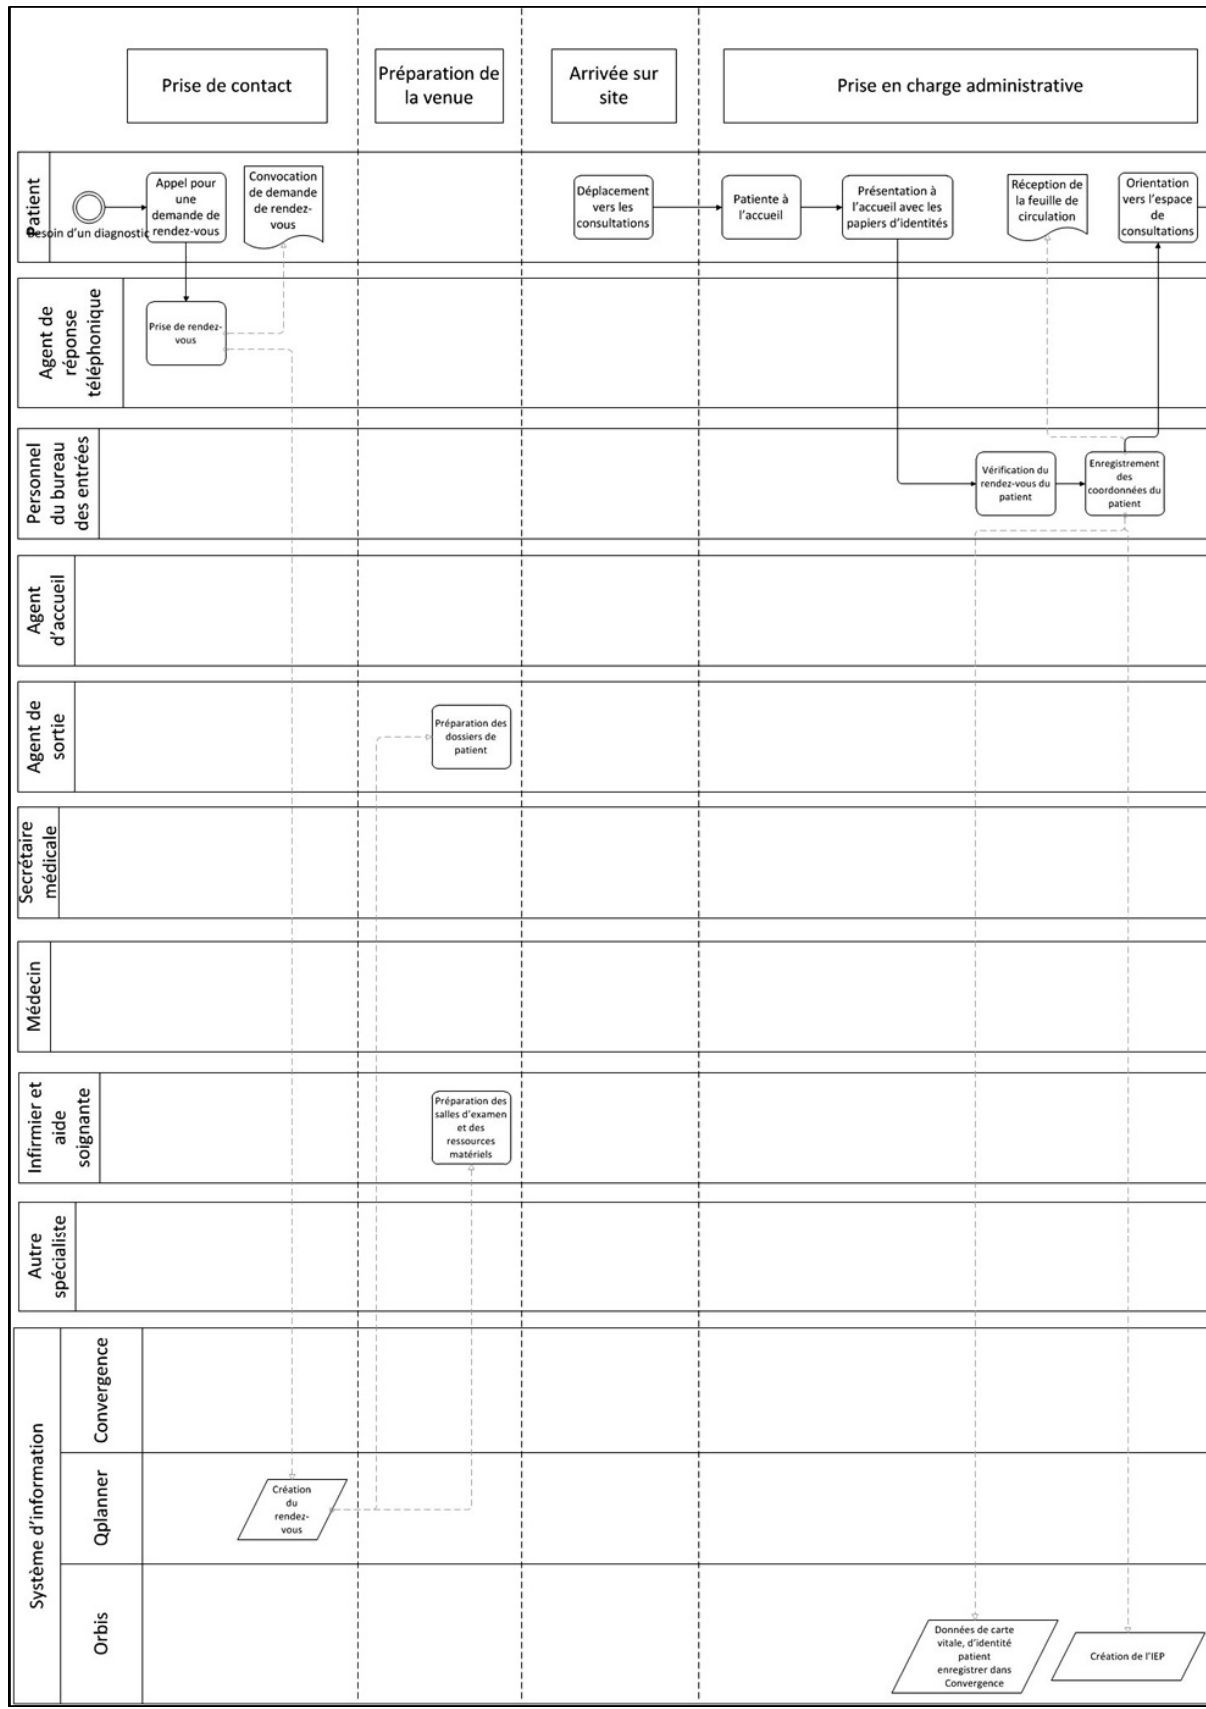 Prise de contact
Préparation de
la venue
Arrivée sur
site
Prise en charge administrative
Patient
Besoin d'un diagnostic
Appel pour
une
demande de
rendez-vous
Convocation
de demande
de rendez-
vous
Déplacement
vers les
consultations
Patiente à
l'accueil
Présentation à
l'accueil avec les
papiers d'identités
Réception de
la feuille de
circulation
Orientation
vers l'espace
de
consultations
Agent de
réponse
téléphonique
Prise de rendez-
vous
Personnel
du bureau
des entrées
Vérification du
rendez-vous du
patient
Enregistrement
des
coordonnées du
patient
Agent
d'accueil
Agent de
sortie
Préparation des
dossiers de
patient
Secrétaire
médicale
Médecin
Infirmier et
aide
soignante
Préparation des
salles d'examen
et des
ressources
matériels
Autre
spécialiste
Système d'information
Convergence
Qplanner
Création
du
rendez-
vous
Orbis
Données de carte
vitale, d'identité
patient
enregistrer dans
Convergence
Création de l'IEP